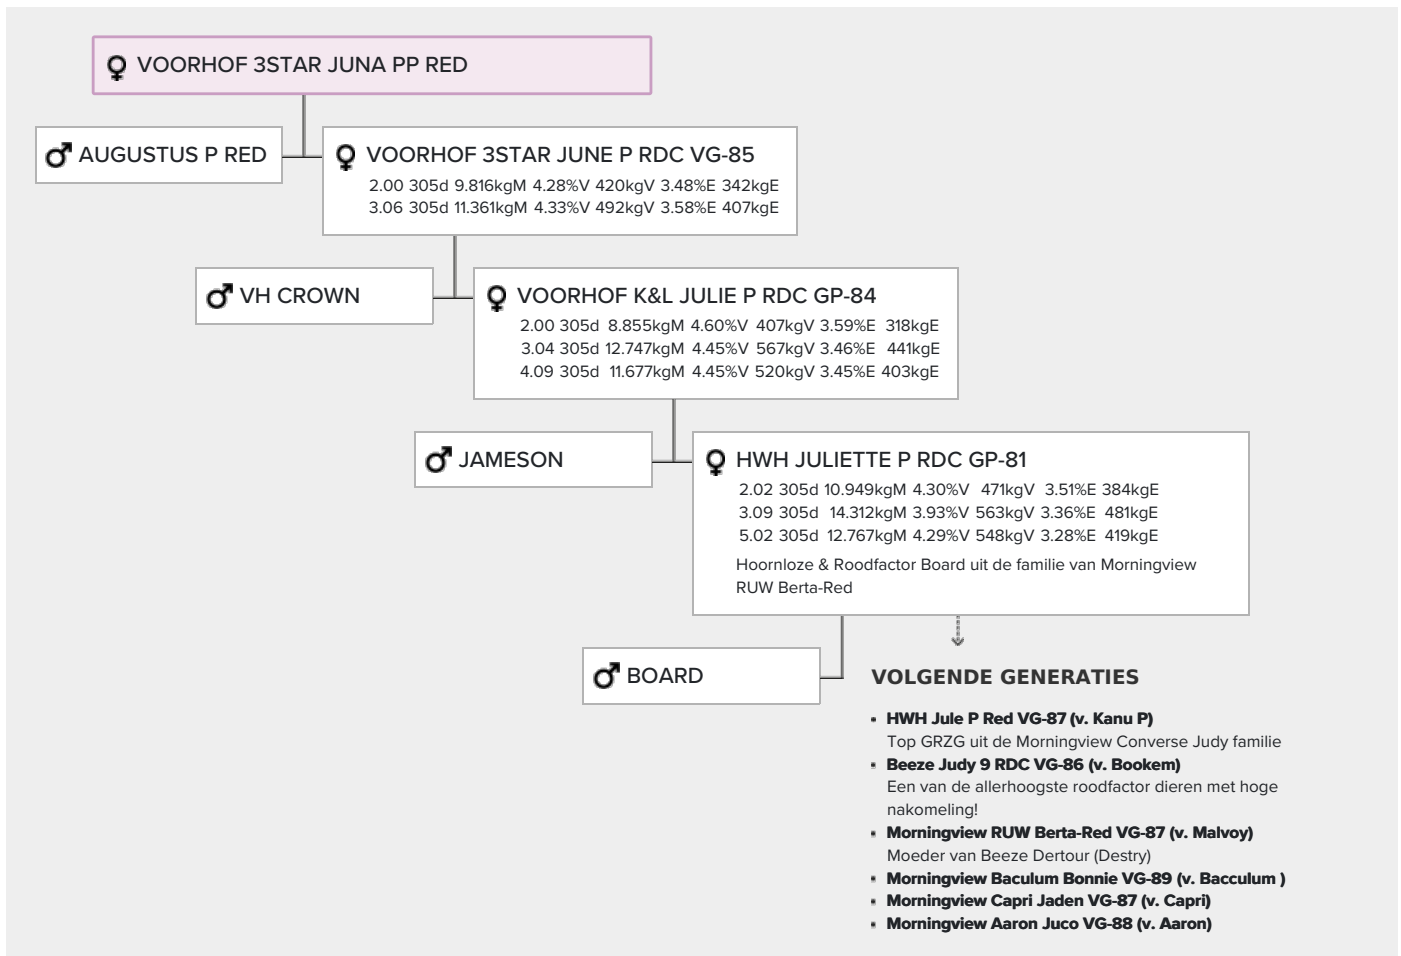 VOORHOF 3STAR JUNA PP RED
AUGUSTUS P RED
VOORHOF 3STAR JUNE P RDC VG-85
2.00 305d 9.816kgM 4.28%V 420kgV 3.48%E 342kgE
3.06 305d 11.361kgM 4.33%V 492kgV 3.58%E 407kgE
VH CROWN
VOORHOF K&L JULIE P RDC GP-84
2.00 305d 8.855kgM 4.60%V 407kgV 3.59%E 318kgE
3.04 305d 12.747kgM 4.45%V 567kgV 3.46%E 441kgE
4.09 305d 11.677kgM 4.45%V 520kgV 3.45%E 403kgE
JAMESON
HWH JULIETTE P RDC GP-81
2.02 305d 10.949kgM 4.30%V 471kgV 3.51%E 384kgE
3.09 305d 14.312kgM 3.93%V 563kgV 3.36%E 481kgE
5.02 305d 12.767kgM 4.29%V 548kgV 3.28%E 419kgE
Hoornloze & Roodfactor Board uit de familie van Morningview
RUW Berta-Red
BOARD
VOLGENDE GENERATIES
HWH Jule P Red VG-87 (v. Kanu P)
Top GRZG uit de Morningview Converse Judy familie
Beeze Judy 9 RDC VG-86 (v. Bookem)
Een van de allerhoogste roodfactor dieren met hoge
nakomeling!
Morningview RUW Berta-Red VG-87 (v. Malvoy)
Moeder van Beeze Dertour (Destry)
Morningview Baculum Bonnie VG-89 (v. Bacculum )
Morningview Capri Jaden VG-87 (v. Capri)
Morningview Aaron Juco VG-88 (v. Aaron)